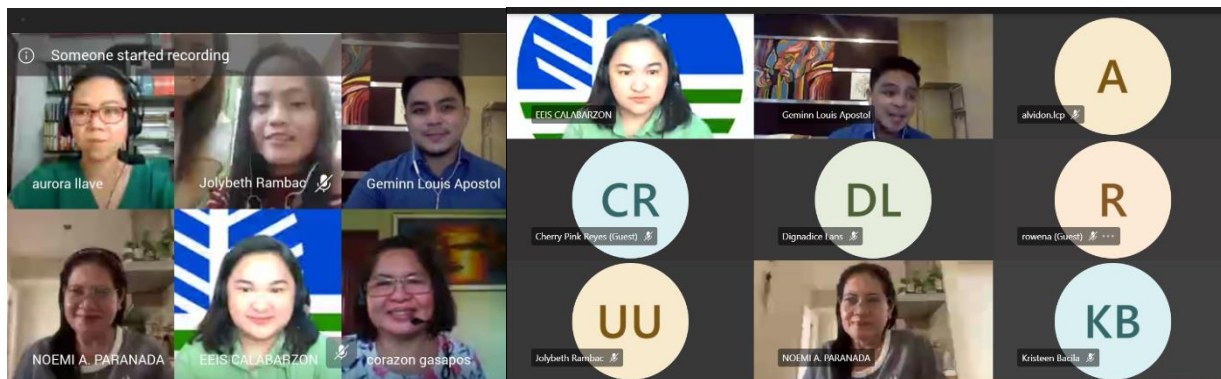 Someone started recording
aurora llave
Jolybeth Rambac
Geminn Louis Apostol
NOEMI A. PARANADA
EEIS CALABARZON
corazon gasapos
EEIS CALABARZON
Geminn Louis Apostol
A
alvidon.lcp
CR
Cherry Pink Reyes (Guest)
DL
Dignadice Lans
R
rowena (Guest)
UU
Jolybeth Rambac
NOEMI A. PARANADA
KB
Kristeen Bacila